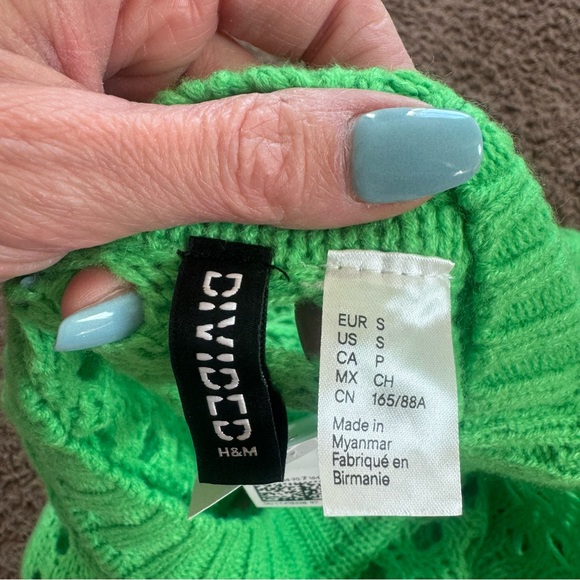 DIVIDED
H&M
EUR S
US S
CA P
MX CH
CN 165/88A
Made in
Myanmar
Fabriqué en
Birmanie